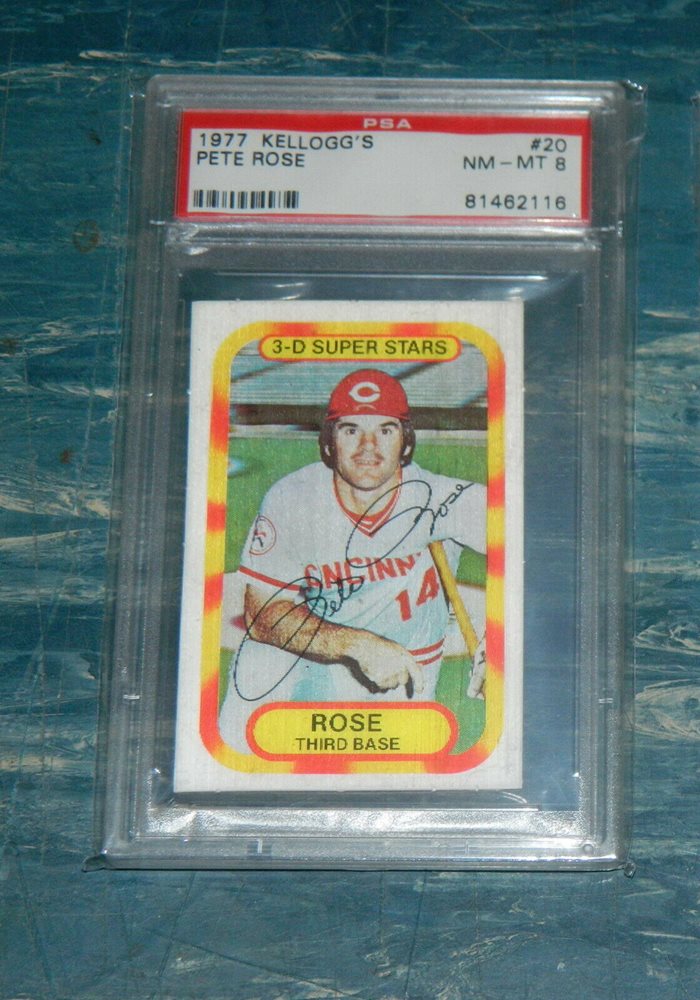 PSA
1977 KELLOGG'S #20
PETE ROSE NM-MT 8
81462116
3-D SUPER STARS
C
CINCINN
14
Pete Rose
ROSE
THIRD BASE